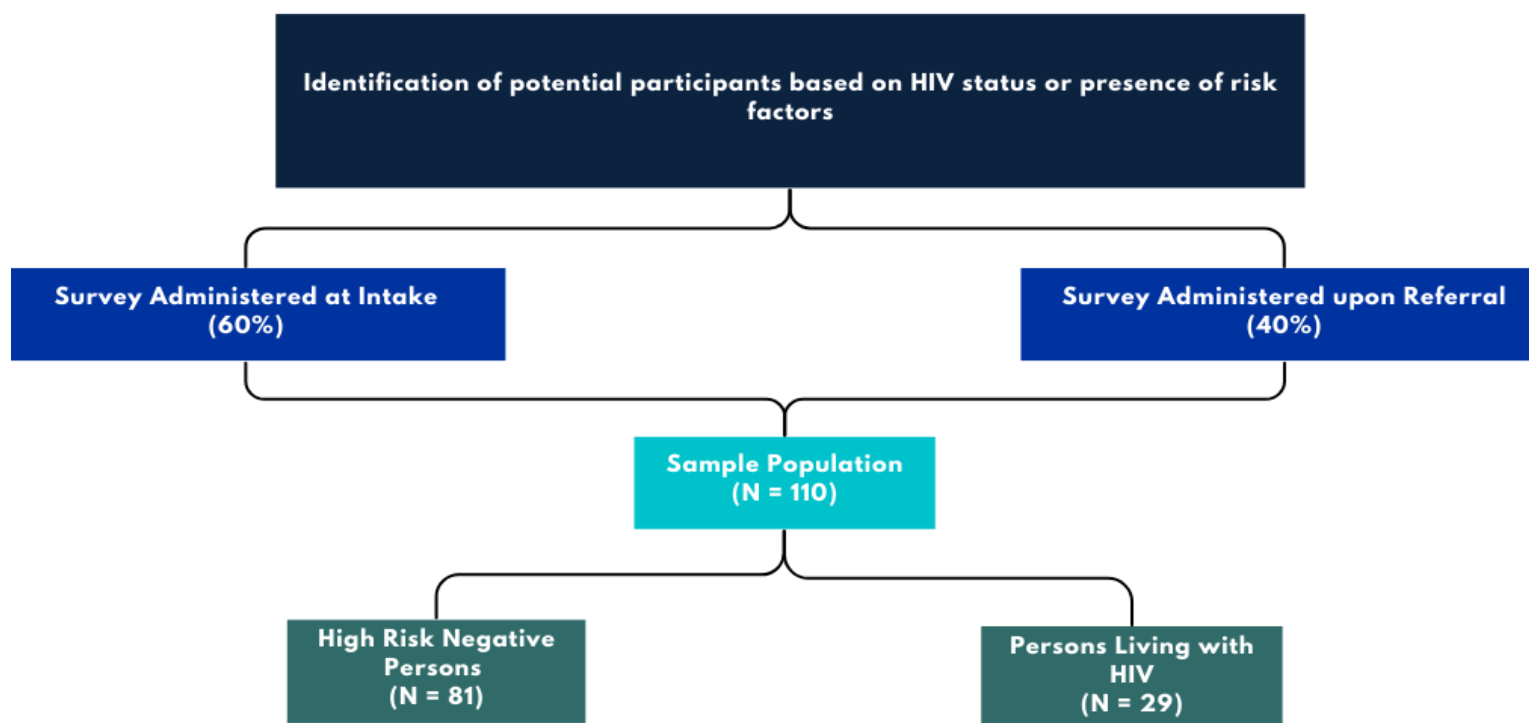 Identification of potential participants based on HIV status or presence of risk
factors
Survey Administered at Intake
(60%)
Survey Administered upon Referral
(40%)
Sample Population
(N = 110)
High Risk Negative
Persons
(N = 81)
Persons Living with
HIV
(N = 29)